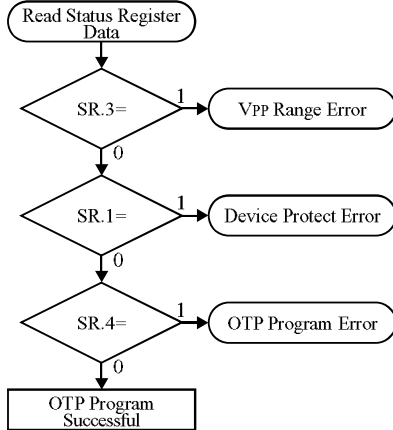 Read Status Register
Data
SR.3=
1
VPP Range Error
0
SR.1=
1
Device Protect Error
0
SR.4=
1
OTP Program Error
0
OTP Program
Successful